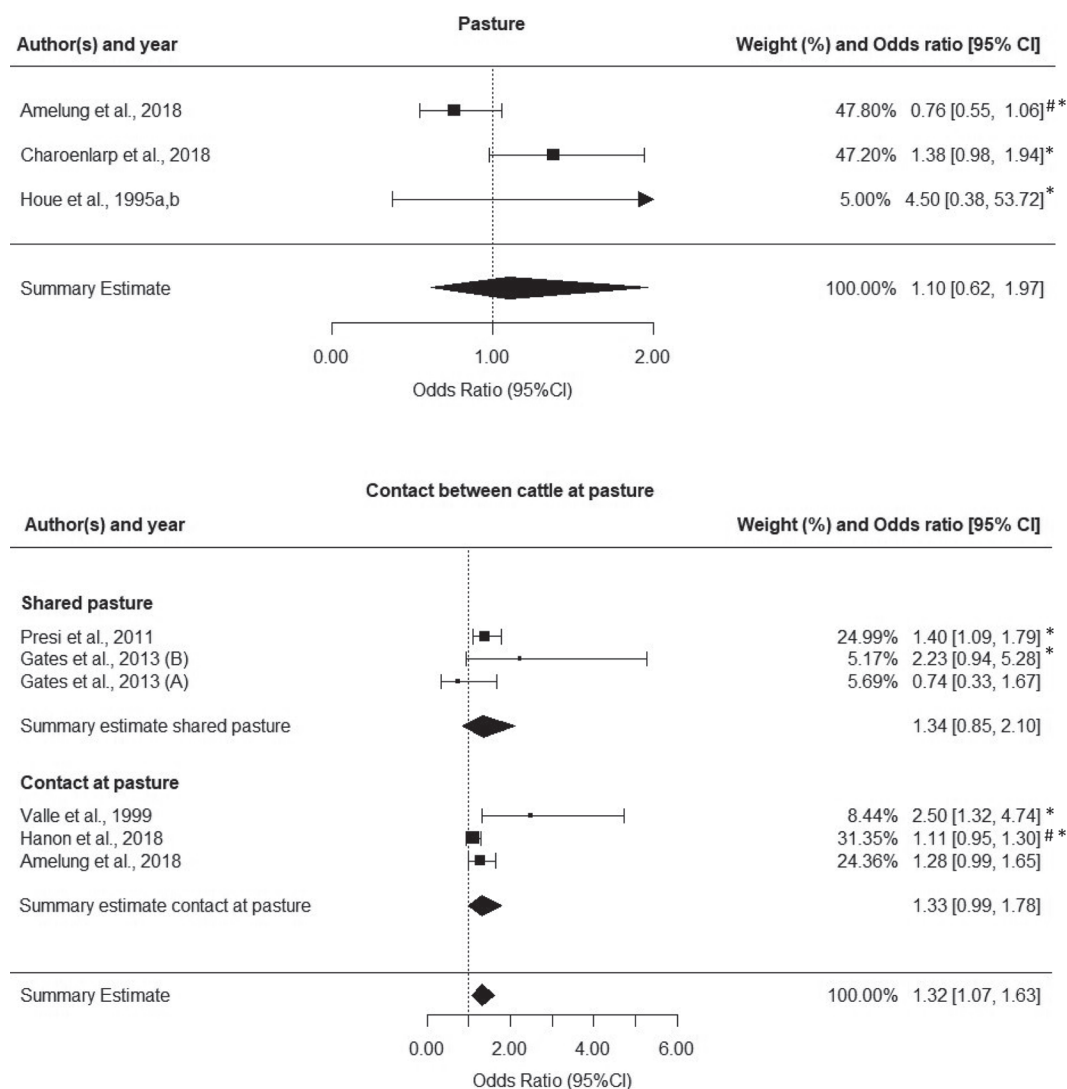 Pasture
Author(s) and year Weight (%) and Odds ratio [95% CI]
Amelung et al., 2018 47.80% 0.76 [0.55, 1.06]# *
Charoenlarp et al., 2018 47.20% 1.38 [0.98, 1.94]*
Houe et al., 1995a,b 5.00% 4.50 [0.38, 53.72]*
Summary Estimate 100.00% 1.10 [0.62, 1.97]
0.00 1.00 2.00
Odds Ratio (95%CI)
Contact between cattle at pasture
Author(s) and year Weight (%) and Odds ratio [95% CI]
Shared pasture
Presi et al., 2011 24.99% 1.40 [1.09, 1.79] *
Gates et al., 2013 (B) 5.17% 2.23 [0.94, 5.28] *
Gates et al., 2013 (A) 5.69% 0.74 [0.33, 1.67]
Summary estimate shared pasture 1.34 [0.85, 2.10]
Contact at pasture
Valle et al., 1999 8.44% 2.50 [1.32, 4.74] *
Hanon et al., 2018 31.35% 1.11 [0.95, 1.30] # *
Amelung et al., 2018 24.36% 1.28 [0.99, 1.65]
Summary estimate contact at pasture 1.33 [0.99, 1.78]
Summary Estimate 100.00% 1.32 [1.07, 1.63]
0.00 2.00 4.00 6.00
Odds Ratio (95%CI)